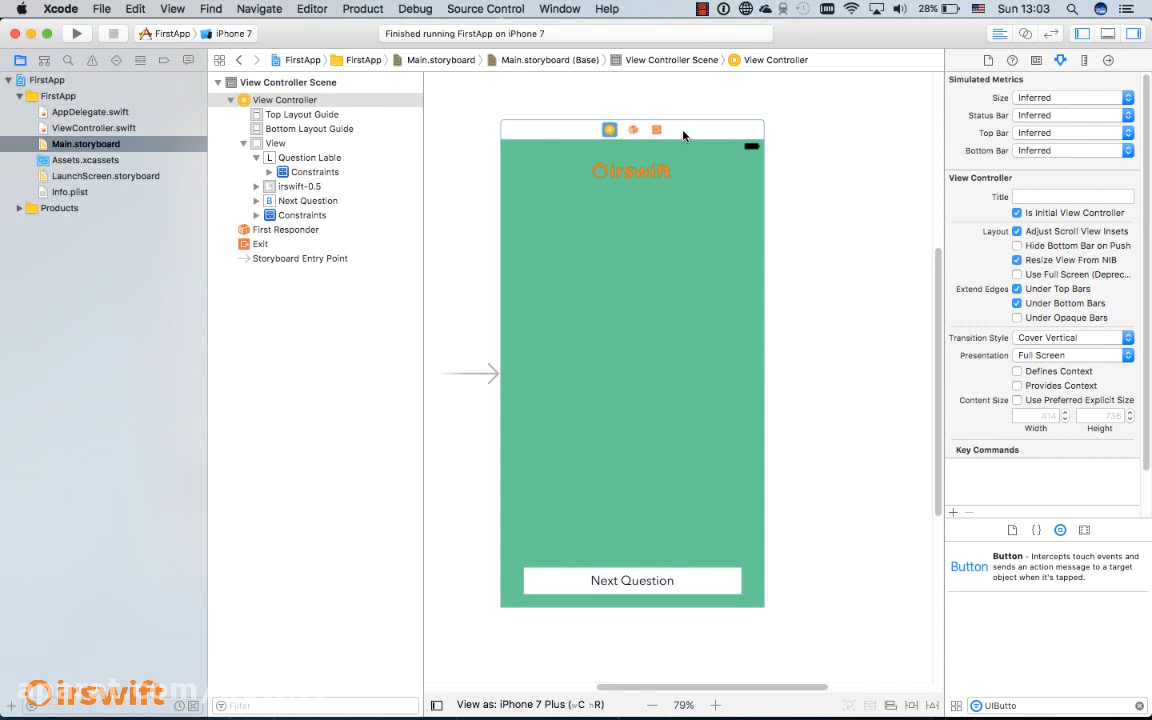 Xcode File Edit View Find Navigate Editor Product Debug Source Control Window Help 28% Sun 13:03
FirstApp iPhone 7 Finished running FirstApp on iPhone 7
FirstApp FirstApp Main.storyboard Main.storyboard (Base) View Controller Scene View Controller
FirstApp
FirstApp
AppDelegate.swift
ViewController.swift
Main.storyboard
Assets.xcassets
LaunchScreen.storyboard
Info.plist
Products
View Controller Scene
View Controller
Top Layout Guide
Bottom Layout Guide
View
L Question Lable
Constraints
irswift-0.5
B Next Question
Constraints
First Responder
Exit
Storyboard Entry Point
irswift
Next Question
Simulated Metrics
Size Inferred
Status Bar Inferred
Top Bar Inferred
Bottom Bar Inferred
View Controller
Title
Is Initial View Controller
Layout Adjust Scroll View Insets
Hide Bottom Bar on Push
Resize View From NIB
Use Full Screen (Deprec...
Extend Edges Under Top Bars
Under Bottom Bars
Under Opaque Bars
Transition Style Cover Vertical
Presentation Full Screen
Defines Context
Provides Context
Content Size Use Preferred Explicit Size
414 736
Width Height
Key Commands
Button Button - Intercepts touch events and
sends an action message to a target
object when it's tapped.
irswift
aparat.com/
Filter
View as: iPhone 7 Plus (wC hR) 79%
UIButto